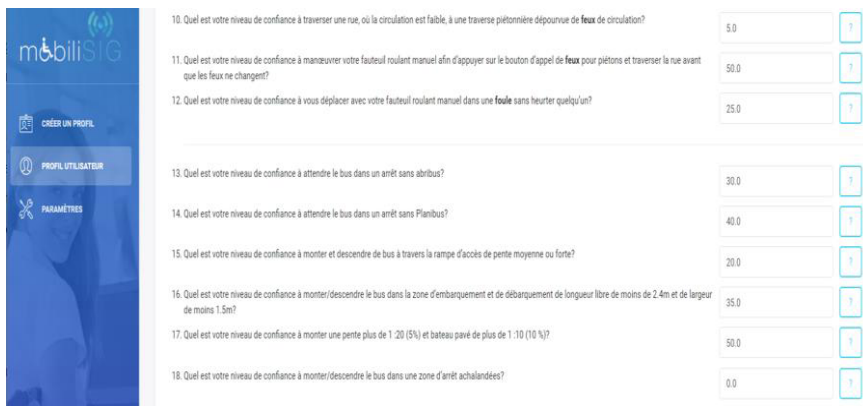 mobiliSIG
CRÉER UN PROFIL
PROFIL UTILISATEUR
PARAMÈTRES
10. Quel est votre niveau de confiance à traverser une rue, où la circulation est faible, à une traverse piétonnière dépourvue de feux de circulation?
5.0
?
11. Quel est votre niveau de confiance à manœuvrer votre fauteuil roulant manuel afin d'appuyer sur le bouton d'appel de feux pour piétons et traverser la rue avant
que les feux ne changent?
50.0
?
12. Quel est votre niveau de confiance à vous déplacer avec votre fauteuil roulant manuel dans une foule sans heurter quelqu'un?
25.0
?
13. Quel est votre niveau de confiance à attendre le bus dans un arrêt sans abribus?
30.0
?
14. Quel est votre niveau de confiance à attendre le bus dans un arrêt sans Planibus?
40.0
?
15. Quel est votre niveau de confiance à monter et descendre de bus à travers la rampe d'accès de pente moyenne ou forte?
20.0
?
16. Quel est votre niveau de confiance à monter/descendre le bus dans la zone d'embarquement et de débarquement de longueur libre de moins de 2.4m et de largeur
de moins 1.5m?
35.0
?
17. Quel est votre niveau de confiance à monter une pente plus de 1 :20 (5%) et bateau pavé de plus de 1 :10 (10 %)?
50.0
?
18. Quel est votre niveau de confiance à monter/descendre le bus dans une zone d'arrêt achalandées?
0.0
?